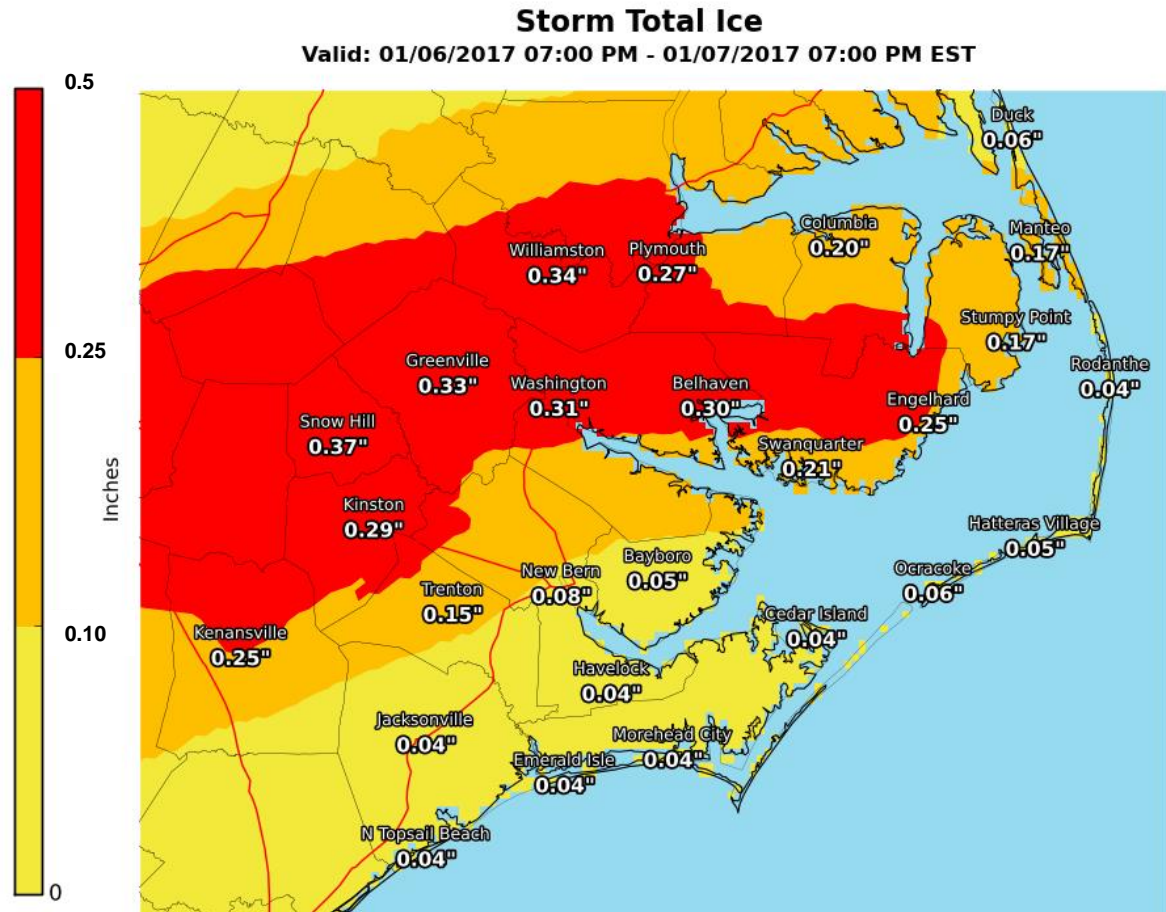 Storm Total Ice
Valid: 01/06/2017 07:00 PM - 01/07/2017 07:00 PM EST
0.5
0.25
0.10
0
Inches
Duck
0.06"
Columbia
0.20"
Manteo
0.17"
Williamston
0.34"
Plymouth
0.27"
Stumpy Point
0.17"
Greenville
0.33"
Washington
0.31"
Belhaven
0.30"
Rodanthe
0.04"
Engelhard
0.25"
Snow Hill
0.37"
Swanquarter
0.21"
Kinston
0.29"
Hatteras Village
0.05"
Bayboro
0.05"
New Bern
0.08"
Ocracoke
0.06"
Trenton
0.15"
Cedar Island
0.04"
Kenansville
0.25"
Havelock
0.04"
Jacksonville
0.04"
Morehead City
0.04"
Emerald Isle
0.04"
N Topsail Beach
0.04"